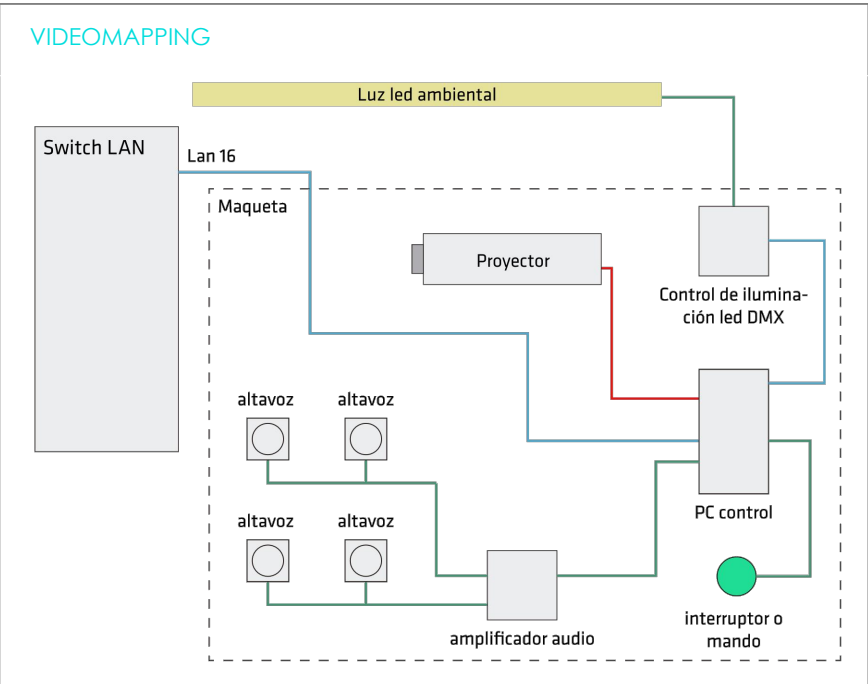 VIDEOMAPPING
Luz led ambiental
Switch LAN
Lan 16
Maqueta
Proyector
Control de ilumina-
ción led DMX
altavoz
altavoz
PC control
altavoz
altavoz
amplificador audio
interruptor o
mando